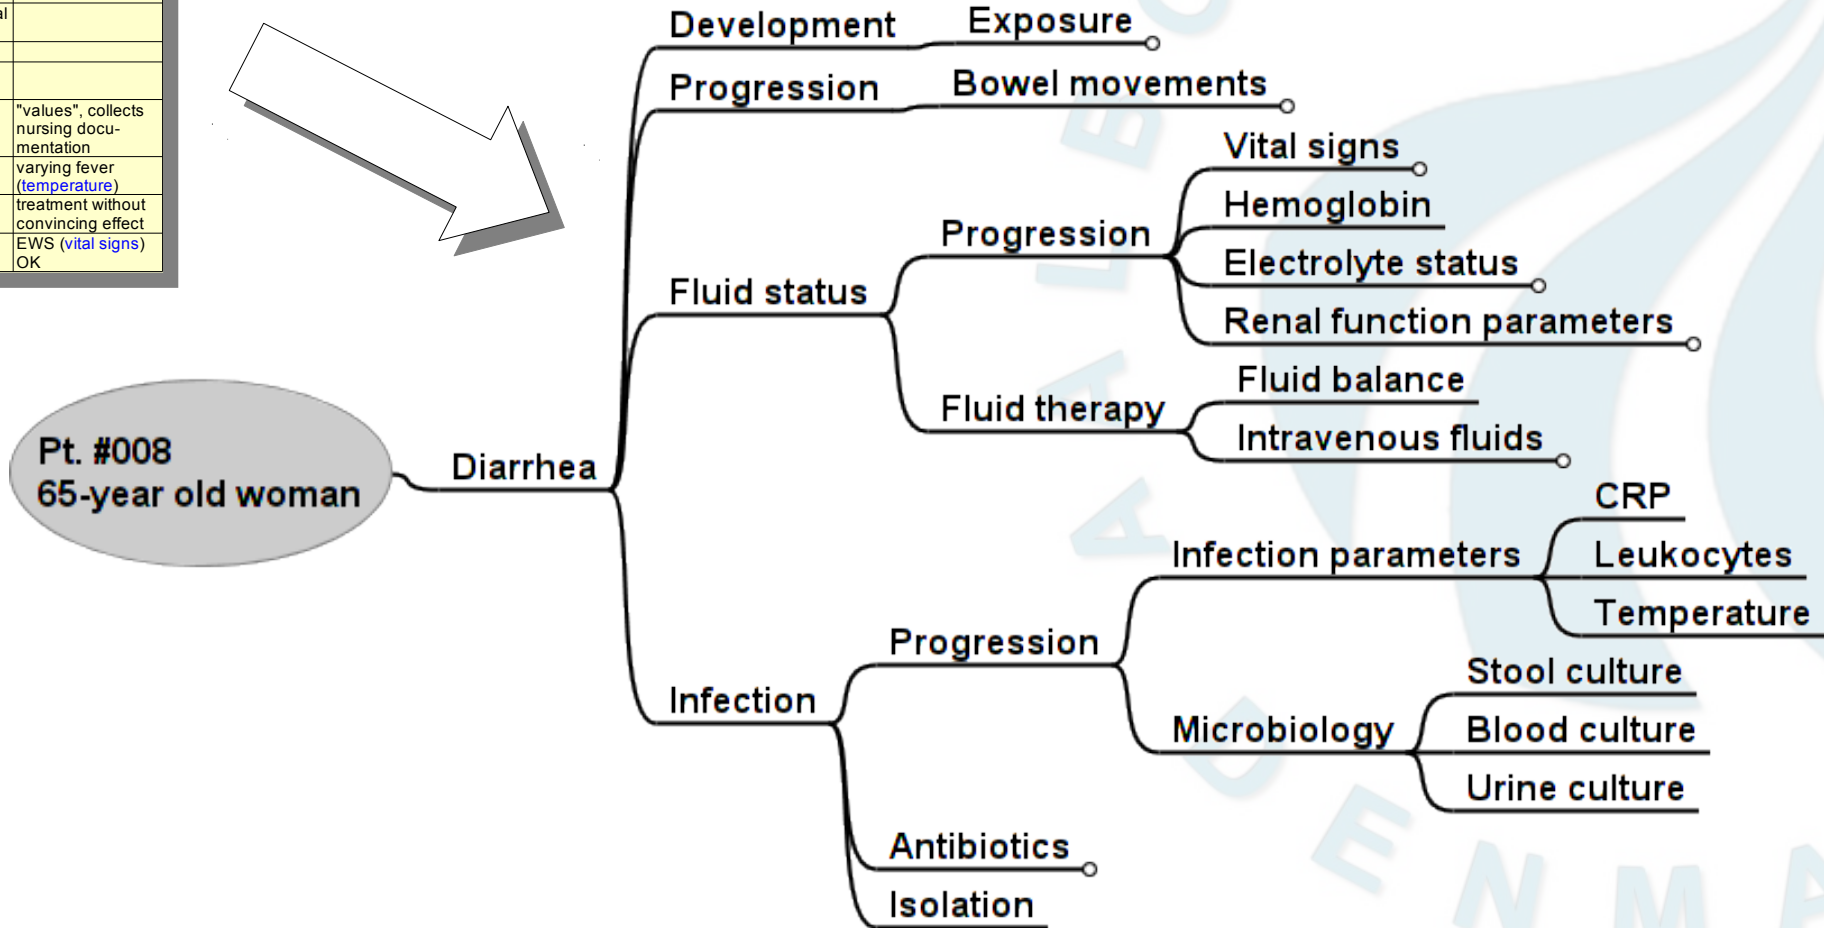 al
"values", collects
nursing docu-
mentation
varying fever
(temperature)
treatment without
convincing effect
EWS (vital signs)
OK
Development
Exposure
Progression
Bowel movements
Vital signs
Hemoglobin
Progression
Electrolyte status
Fluid status
Renal function parameters
Fluid balance
Fluid therapy
Intravenous fluids
Pt. #008
65-year old woman
Diarrhea
CRP
Infection parameters
Leukocytes
Temperature
Progression
Stool culture
Infection
Microbiology
Blood culture
Urine culture
Antibiotics
Isolation
A A L B O
D E N M A